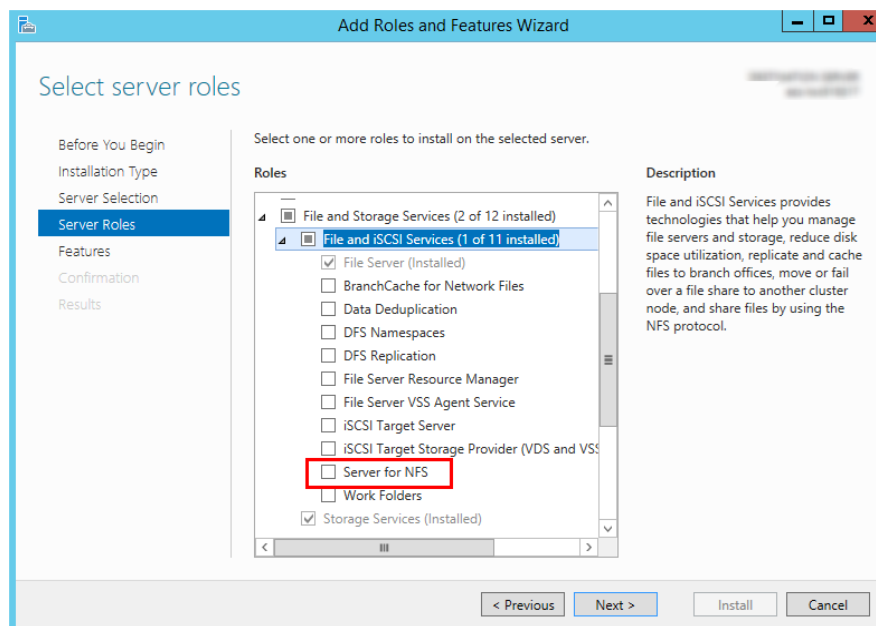 Add Roles and Features Wizard
Select server roles
Before You Begin
Installation Type
Server Selection
Server Roles
Features
Confirmation
Results
Select one or more roles to install on the selected server.
Roles
File and Storage Services (2 of 12 installed)
File and iSCSI Services (1 of 11 installed)
File Server (Installed)
BranchCache for Network Files
Data Deduplication
DFS Namespaces
DFS Replication
File Server Resource Manager
File Server VSS Agent Service
iSCSI Target Server
iSCSI Target Storage Provider (VDS and VSS
Server for NFS
Work Folders
Storage Services (Installed)
Description
File and iSCSI Services provides
technologies that help you manage
file servers and storage, reduce disk
space utilization, replicate and cache
files to branch offices, move or fail
over a file share to another cluster
node, and share files by using the
NFS protocol.
< Previous
Next >
Install
Cancel